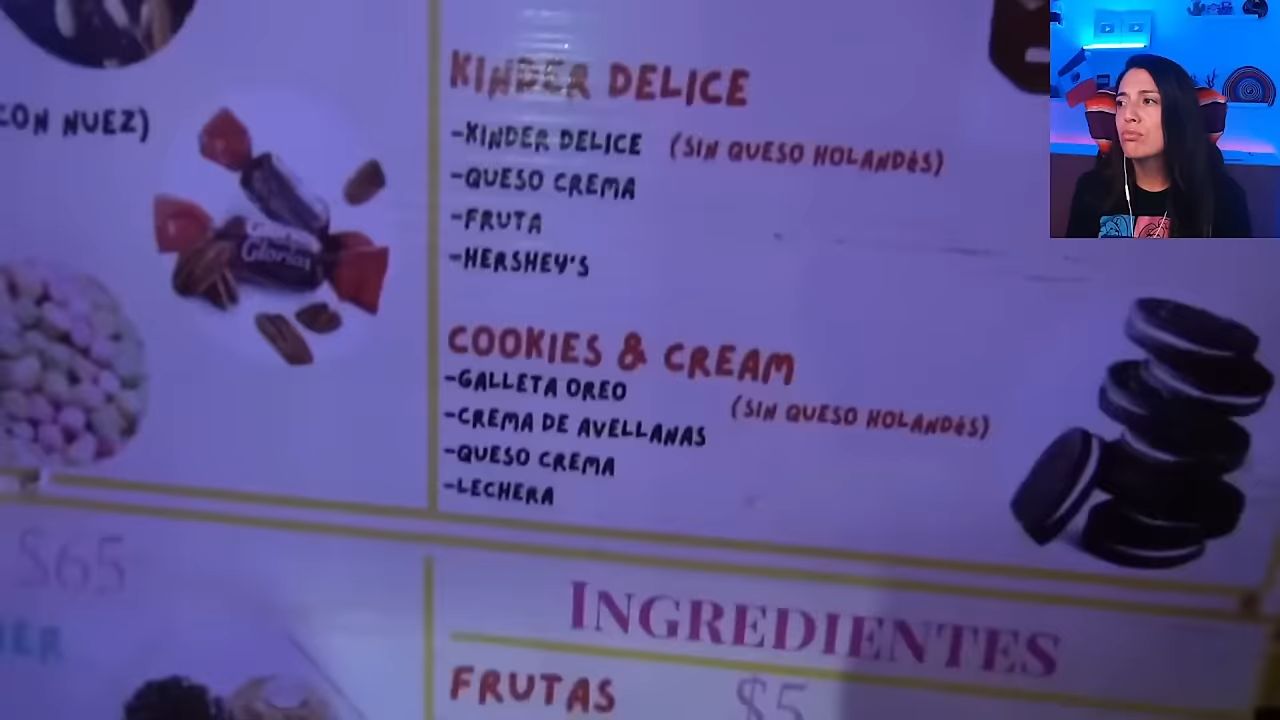 CON NUEZ)
Glorias
KINDER DELICE
-KINDER DELICE (SIN QUESO HOLANDéS)
-QUESO CREMA
-FRUTA
-HERSHEY'S
COOKIES & CREAM
-GALLETA OREO
(SIN QUESO HOLANDéS)
-CREMA DE AVELLANAS
-QUESO CREMA
-LECHERA
$65
INGREDIENTES
FRUTAS $5